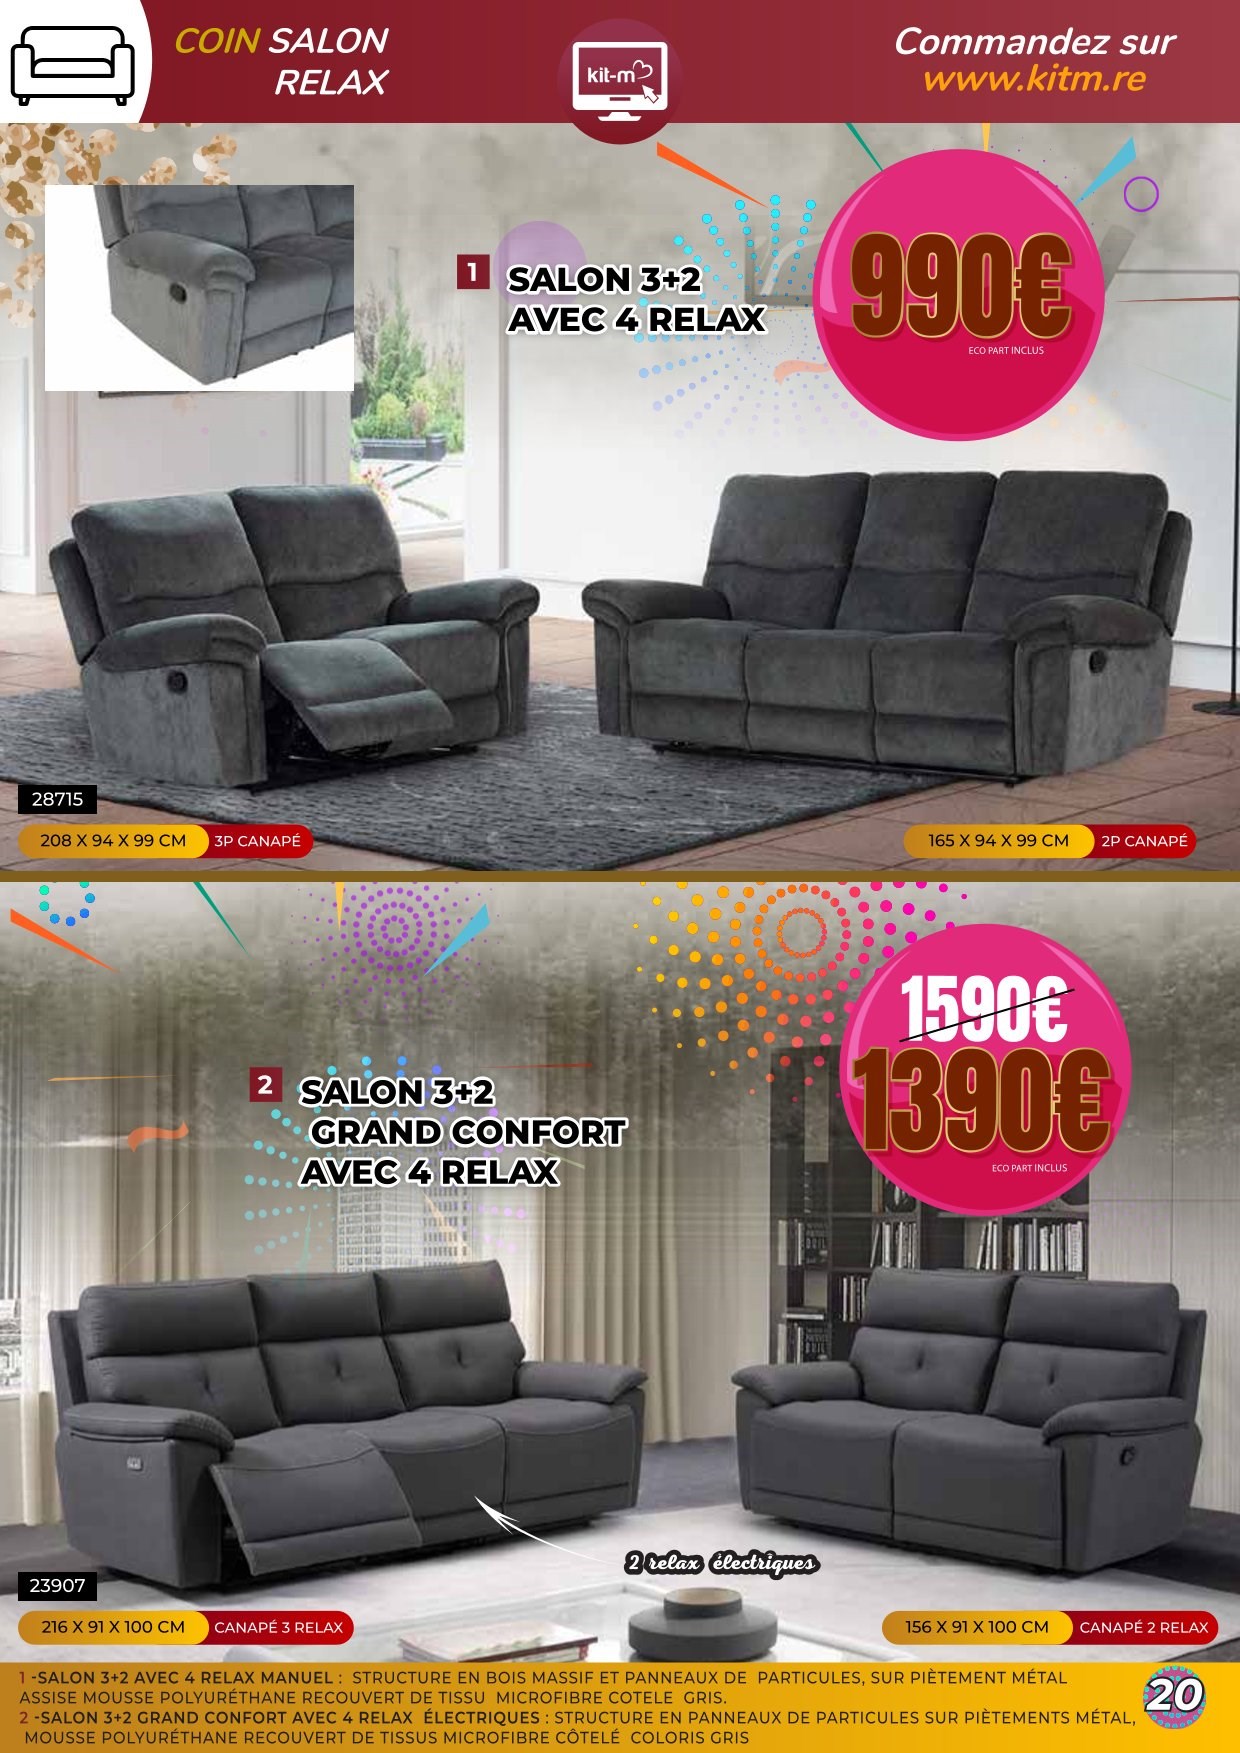 COIN SALON
RELAX
kit-m
Commandez sur
www.kitm.re
1 SALON 3+2
AVEC 4 RELAX
990€
ECO PART INCLUS
28715
208 X 94 X 99 CM 3P CANAPÉ
165 X 94 X 99 CM 2P CANAPÉ
1590€
1390€
ECO PART INCLUS
2 SALON 3+2
GRAND CONFORT
AVEC 4 RELAX
2 relax électriques
23907
216 X 91 X 100 CM CANAPÉ 3 RELAX
156 X 91 X 100 CM CANAPÉ 2 RELAX
1 -SALON 3+2 AVEC 4 RELAX MANUEL : STRUCTURE EN BOIS MASSIF ET PANNEAUX DE PARTICULES, SUR PIÈTEMENT MÉTAL
ASSISE MOUSSE POLYURÉTHANE RECOUVERT DE TISSU MICROFIBRE COTELE GRIS.
2 -SALON 3+2 GRAND CONFORT AVEC 4 RELAX ÉLECTRIQUES : STRUCTURE EN PANNEAUX DE PARTICULES SUR PIÈTEMENTS MÉTAL,
MOUSSE POLYURÉTHANE RECOUVERT DE TISSUS MICROFIBRE CÔTELÉ COLORIS GRIS
20